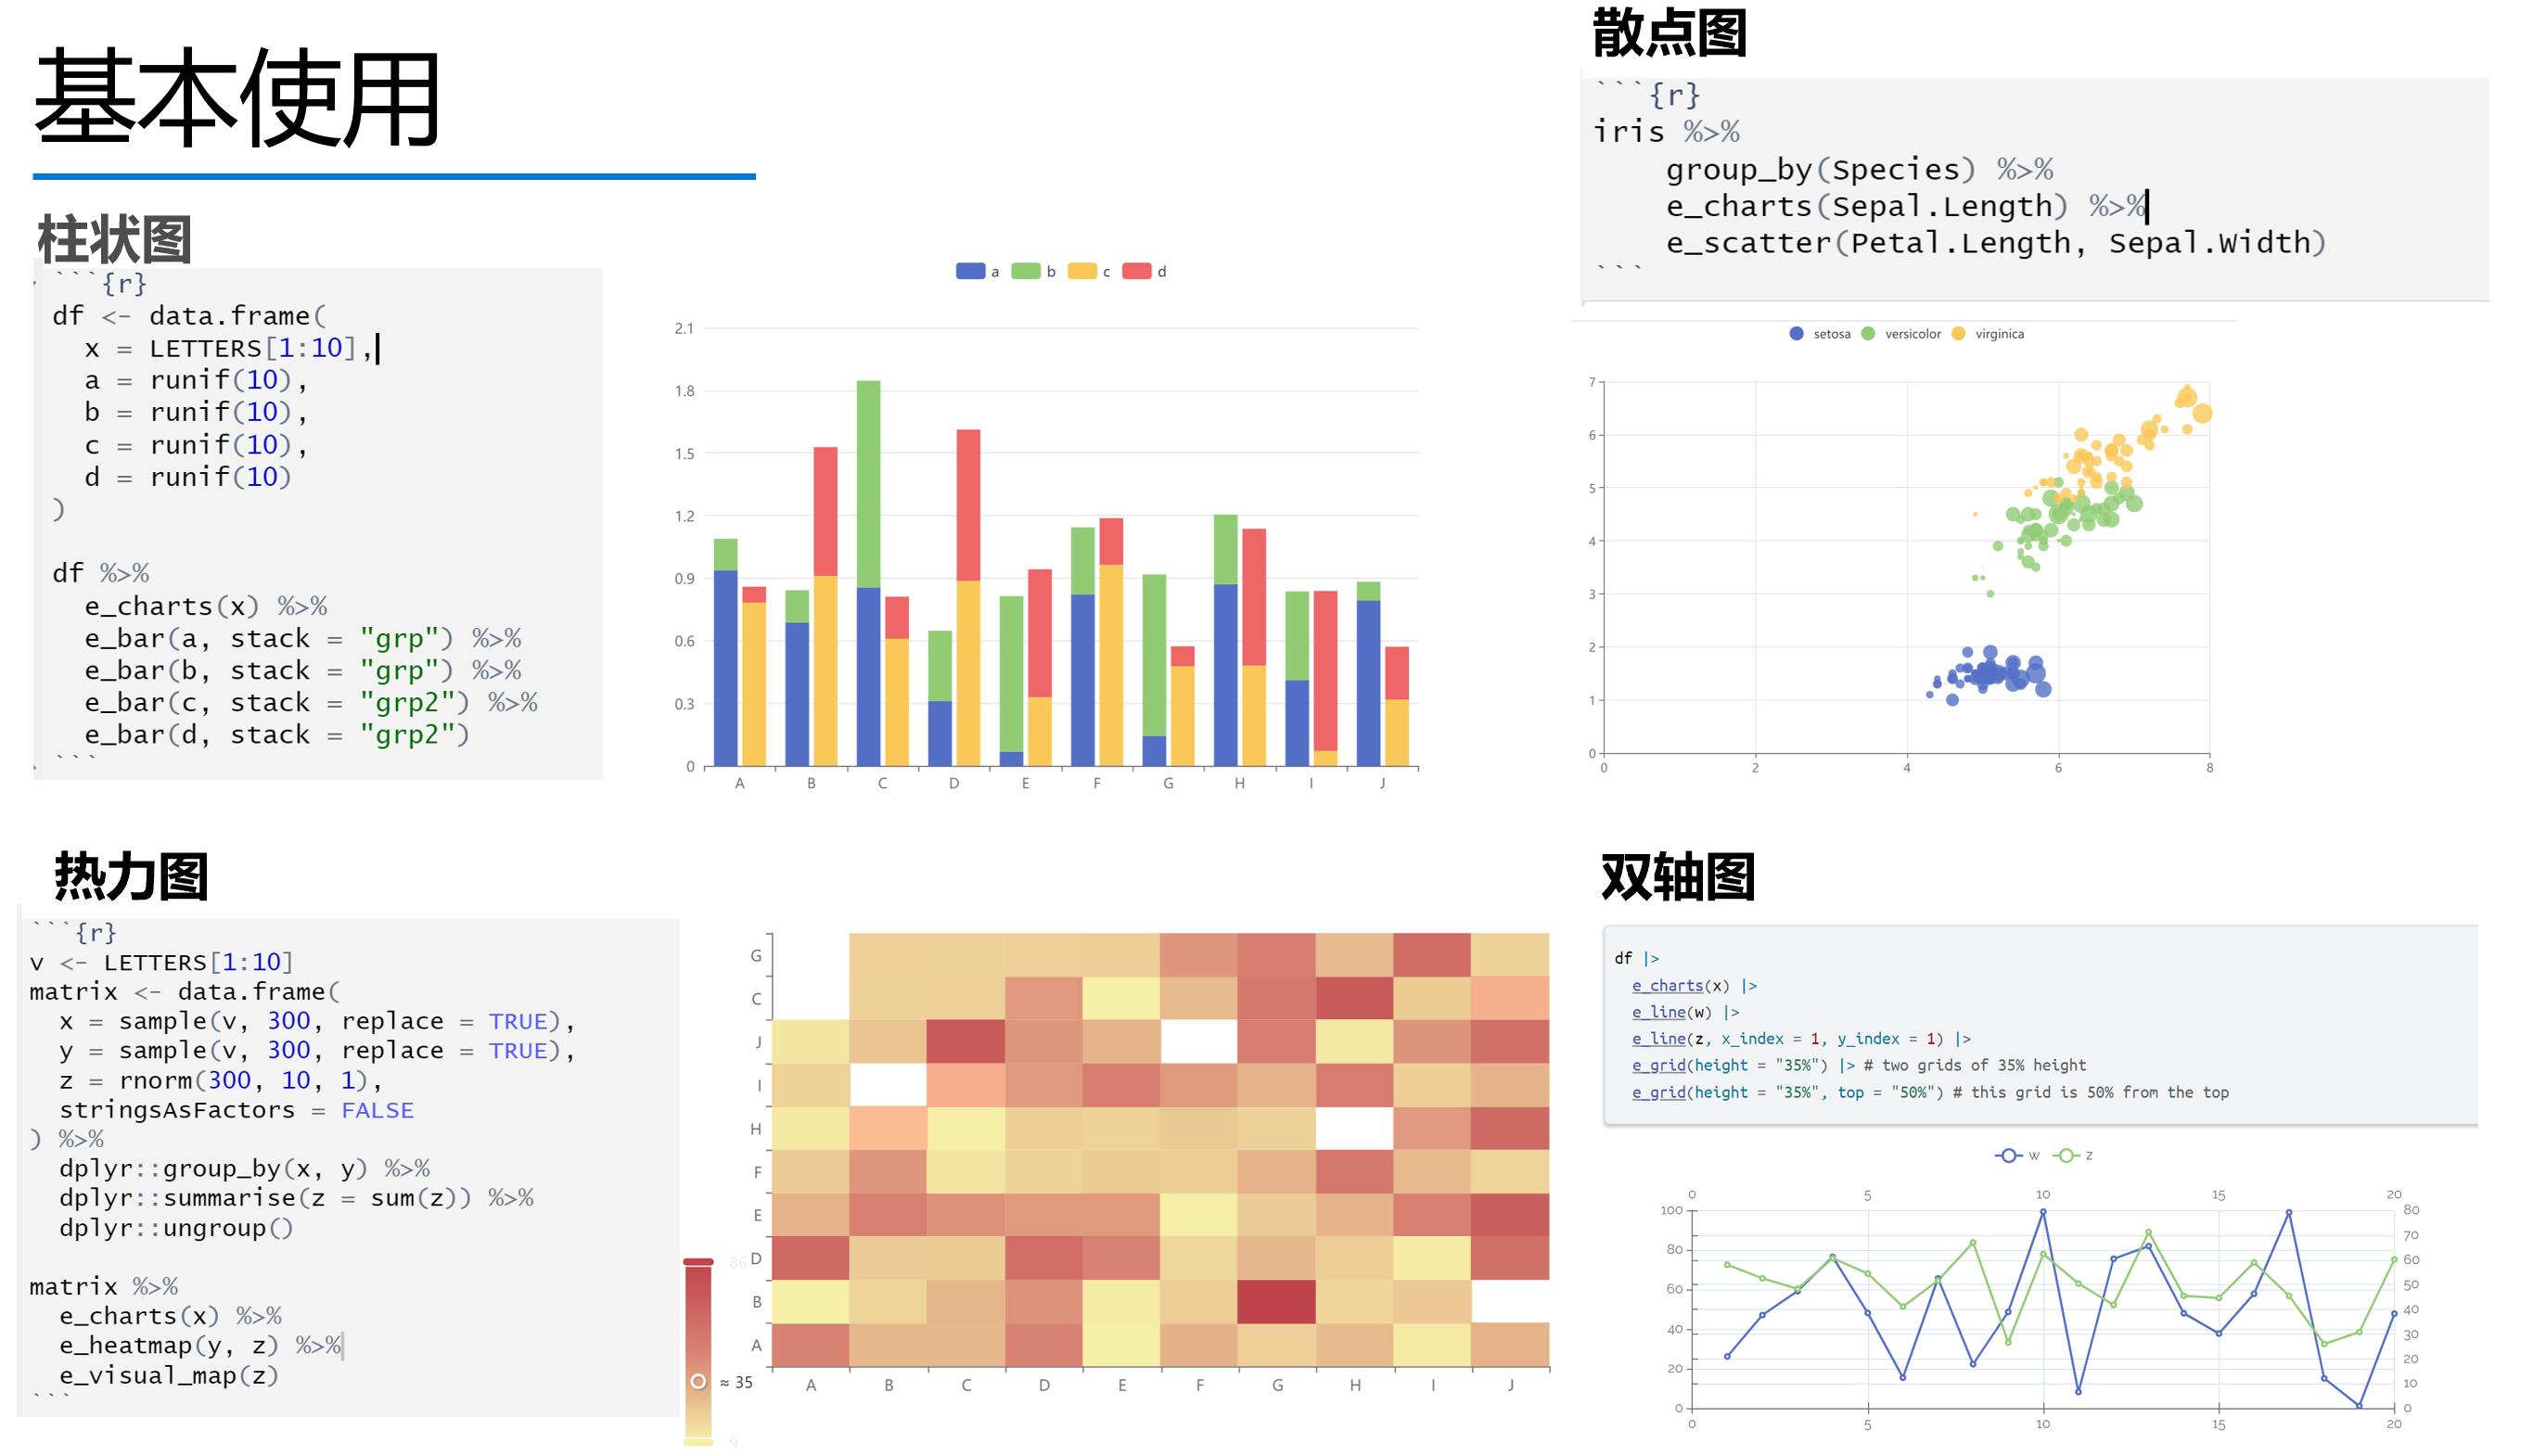 基本使用
柱状图
```{r}
df <- data.frame(
  x = LETTERS[1:10],
  a = runif(10),
  b = runif(10),
  c = runif(10),
  d = runif(10)
)
df %>%
  e_charts(x) %>%
  e_bar(a, stack = "grp") %>%
  e_bar(b, stack = "grp") %>%
  e_bar(c, stack = "grp2") %>%
  e_bar(d, stack = "grp2")
```
a b c d
2.1
1.8
1.5
1.2
0.9
0.6
0.3
0
A B C D E F G H I J
散点图
```{r}
iris %>%
    group_by(Species) %>%
    e_charts(Sepal.Length) %>%
    e_scatter(Petal.Length, Sepal.Width)
```
setosa versicolor virginica
7
6
5
4
3
2
1
0
0 2 4 6 8
热力图
```{r}
v <- LETTERS[1:10]
matrix <- data.frame(
  x = sample(v, 300, replace = TRUE),
  y = sample(v, 300, replace = TRUE),
  z = rnorm(300, 10, 1),
  stringsAsFactors = FALSE
) %>%
  dplyr::group_by(x, y) %>%
  dplyr::summarise(z = sum(z)) %>%
  dplyr::ungroup()
matrix %>%
  e_charts(x) %>%
  e_heatmap(y, z) %>%
  e_visual_map(z)
```
86
≈ 35
9
G
C
J
I
H
F
E
D
B
A
A B C D E F G H I J
双轴图
df |>
  e_charts(x) |>
  e_line(w) |>
  e_line(z, x_index = 1, y_index = 1) |>
  e_grid(height = "35%") |> # two grids of 35% height
  e_grid(height = "35%", top = "50%") # this grid is 50% from the top
w z
0 5 10 15 20
100
80
60
40
20
0
80
70
60
50
40
30
20
10
0
0 5 10 15 20